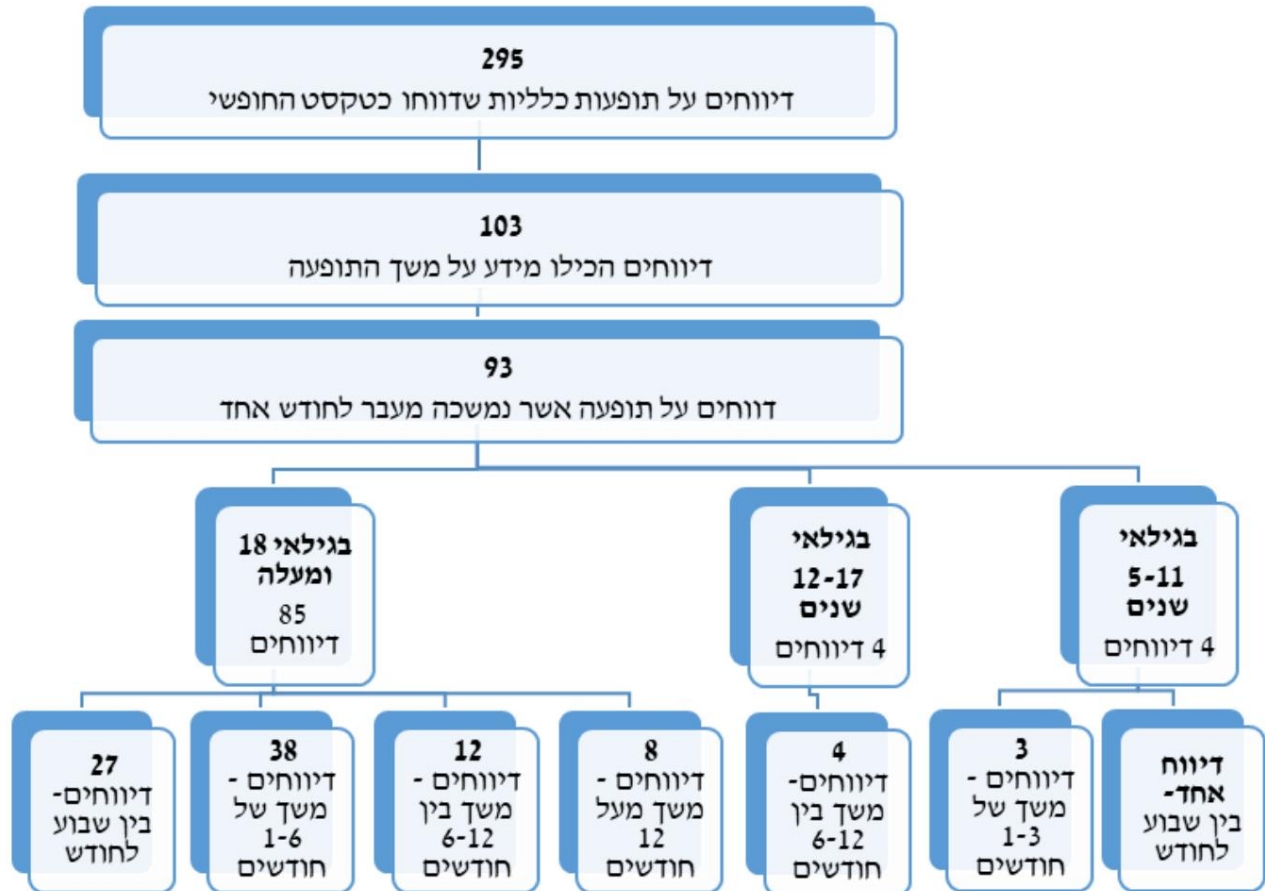 295
דיווחים על תופעות כלליות שדווחו כטקסט החופשי
103
דיווחים הכילו מידע על משך התופעה
93
דווחים על תופעה אשר נמשכה מעבר לחודש אחד
בגילאי
5-11
שנים
4 דיווחים
בגילאי
12-17
שנים
4 דיווחים
בגילאי 18
ומעלה
85
דיווחים
דיווח
אחד-
בין שבוע
לחודש
3
דיווחים -
משך של
1-3
חודשים
4
דיווחים-
משך בין
6-12
חודשים
8
דיווחים -
משך מעל
12
חודשים
12
דיווחים -
משך בין
6-12
חודשים
38
דיווחים -
משך של
1-6
חודשים
27
דיווחים-
בין שבוע
לחודש